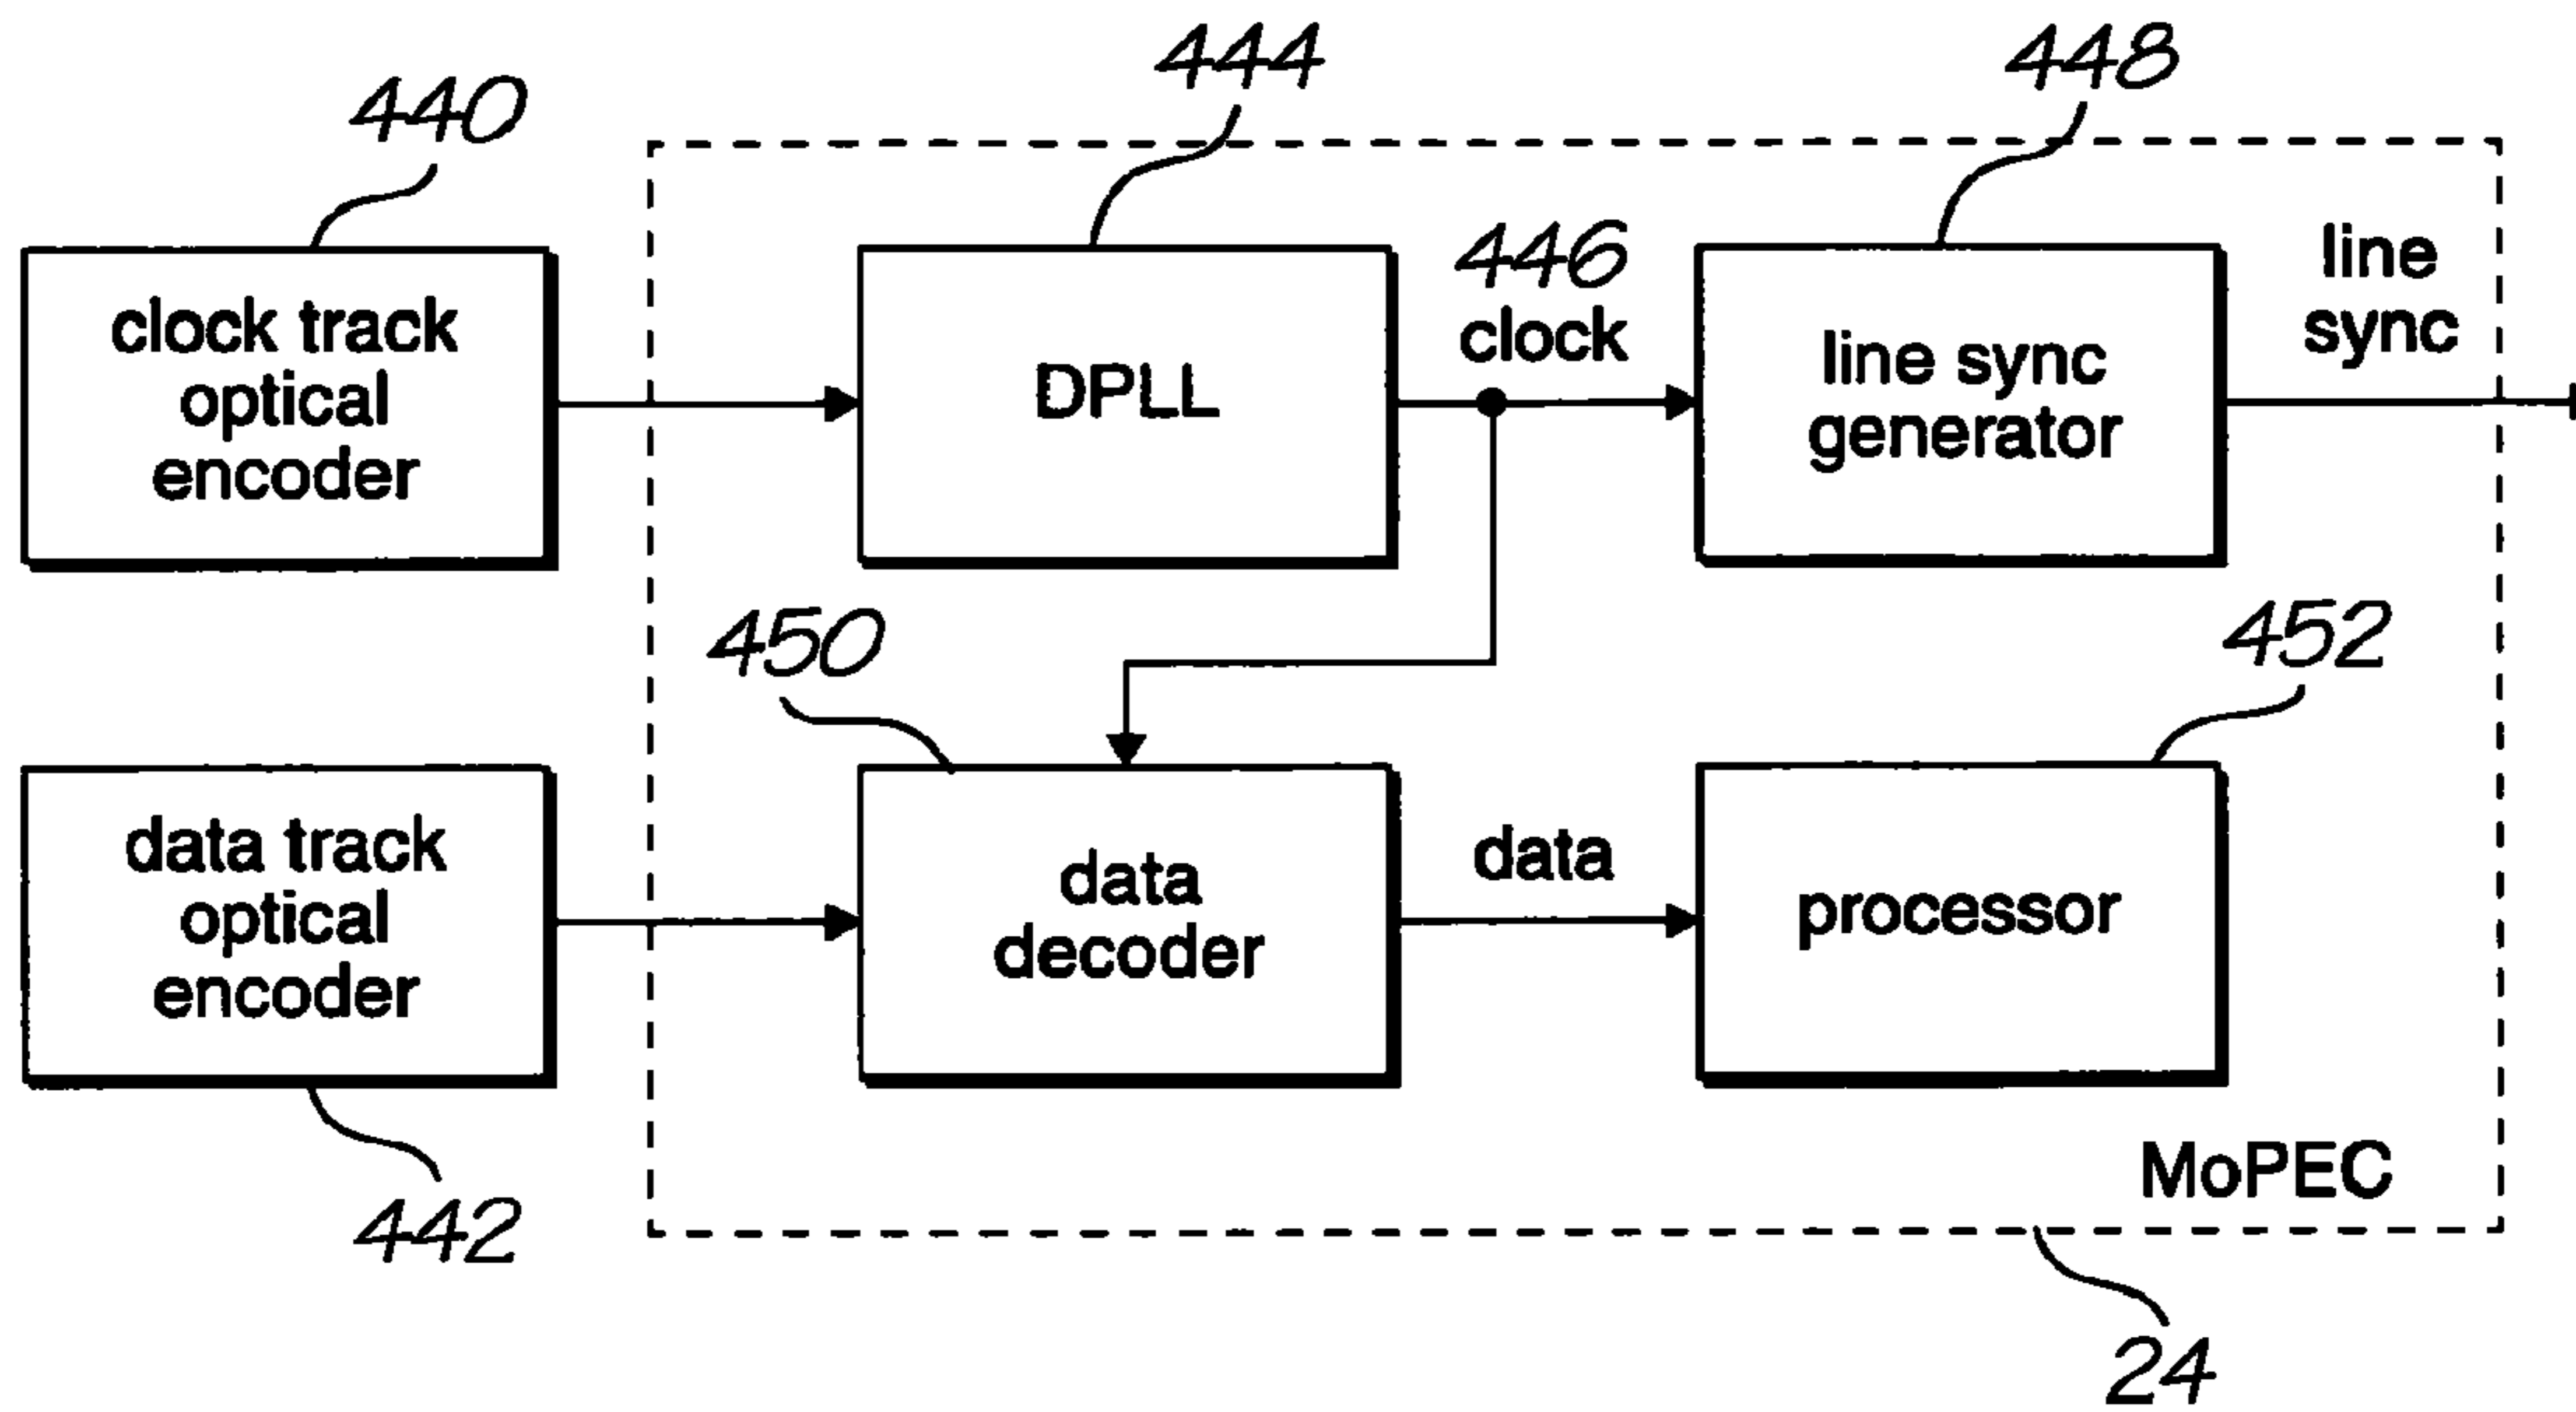 444
448
440
446
clock
line
sync
clock track
optical
encoder
DPLL
line sync
generator
450
452
data track
optical
encoder
data
decoder
data
processor
MoPEC
442
24